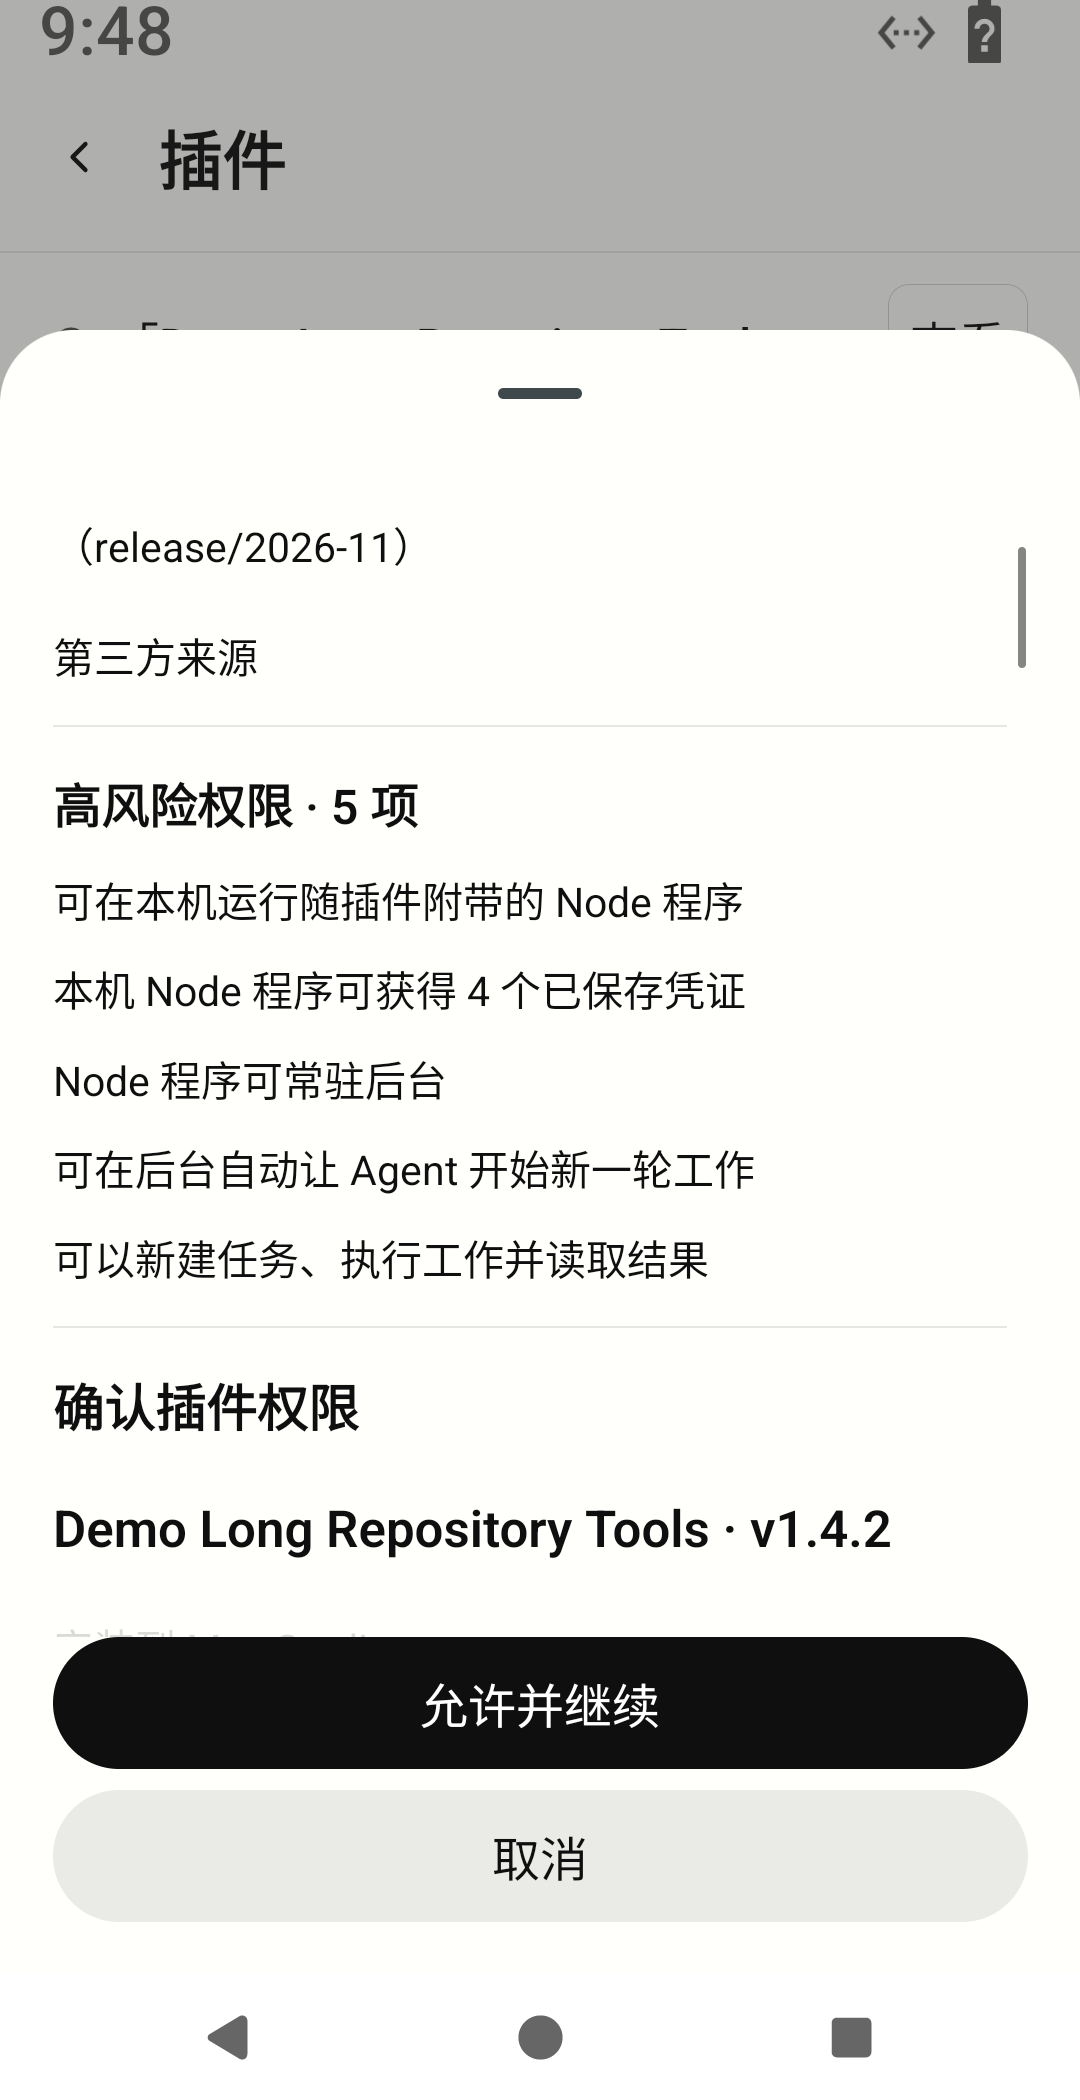 9:48
插件
（release/2026-11）
第三方来源
高风险权限 · 5 项
可在本机运行随插件附带的 Node 程序
本机 Node 程序可获得 4 个已保存凭证
Node 程序可常驻后台
可在后台自动让 Agent 开始新一轮工作
可以新建任务、执行工作并读取结果
确认插件权限
Demo Long Repository Tools · v1.4.2
允许并继续
取消